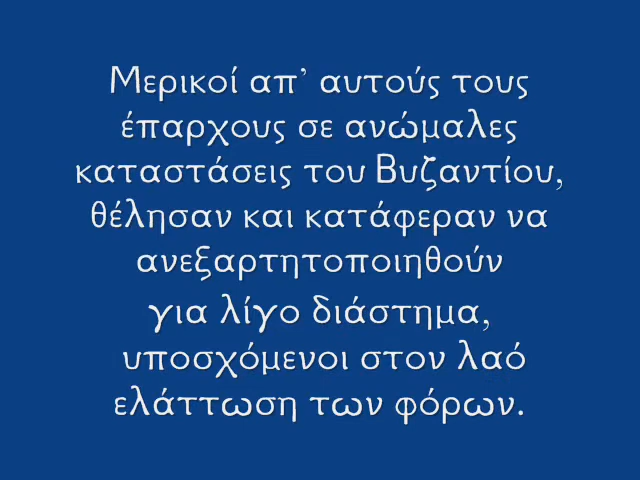 Μερικοί απ’ αυτούς τους
έπαρχους σε ανώμαλες
καταστάσεις του Βυζαντίου,
θέλησαν και κατάφεραν να
ανεξαρτητοποιηθούν
για λίγο διάστημα,
υποσχόμενοι στον λαό
ελάττωση των φόρων.